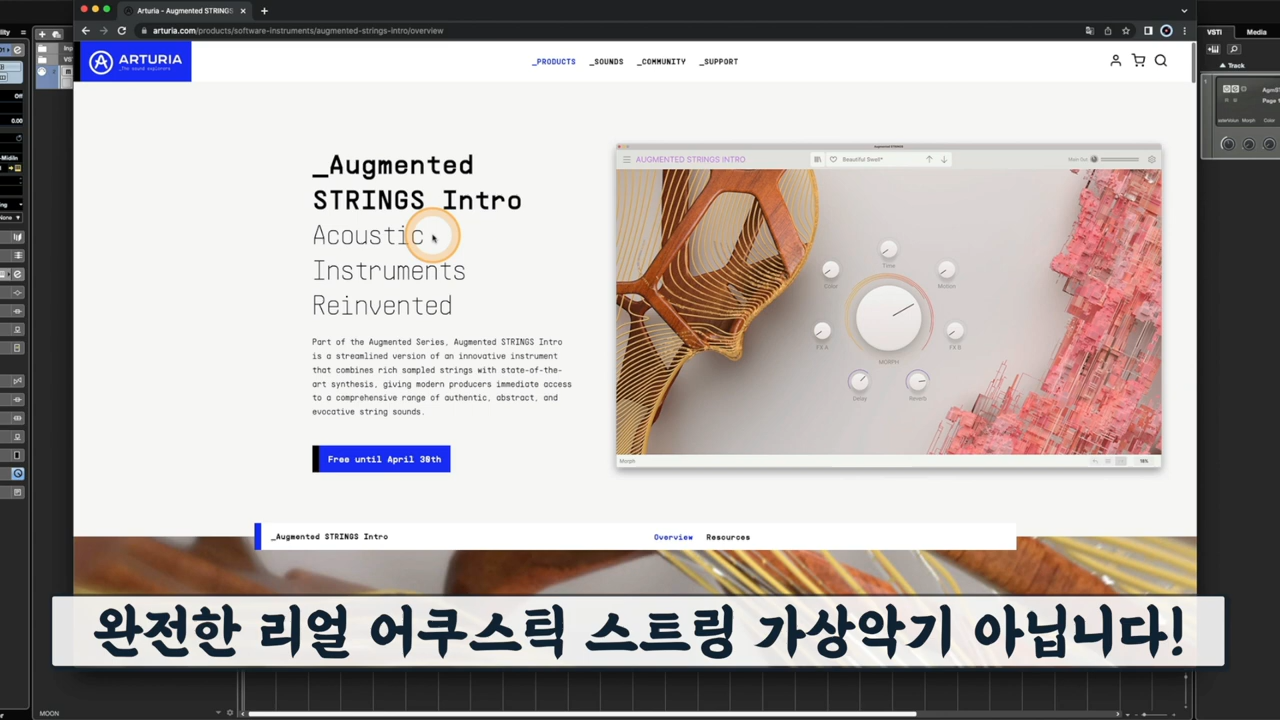 Arturia - Augmented STRINGS
arturia.com/products/software-instruments/augmented-strings-intro/overview
VSTi
Media
ARTURIA
_The sound explorers
_PRODUCTS
_SOUNDS
_COMMUNITY
_SUPPORT
Track
_Augmented
STRINGS Intro
Acoustic
Instruments
Reinvented
Part of the Augmented Series, Augmented STRINGS Intro
is a streamlined version of an innovative instrument
that combines rich sampled strings with state-of-the-
art synthesis, giving modern producers immediate access
to a comprehensive range of authentic, abstract, and
evocative string sounds.
Free until April 30th
AUGMENTED STRINGS INTRO
Beautiful Swell*
Time
Color
Motion
FX A
FX B
MORPH
Delay
Reverb
Morph
_Augmented STRINGS Intro
Overview
Resources
완전한 리얼 어쿠스틱 스트링 가상악기 아닙니다!
MOON